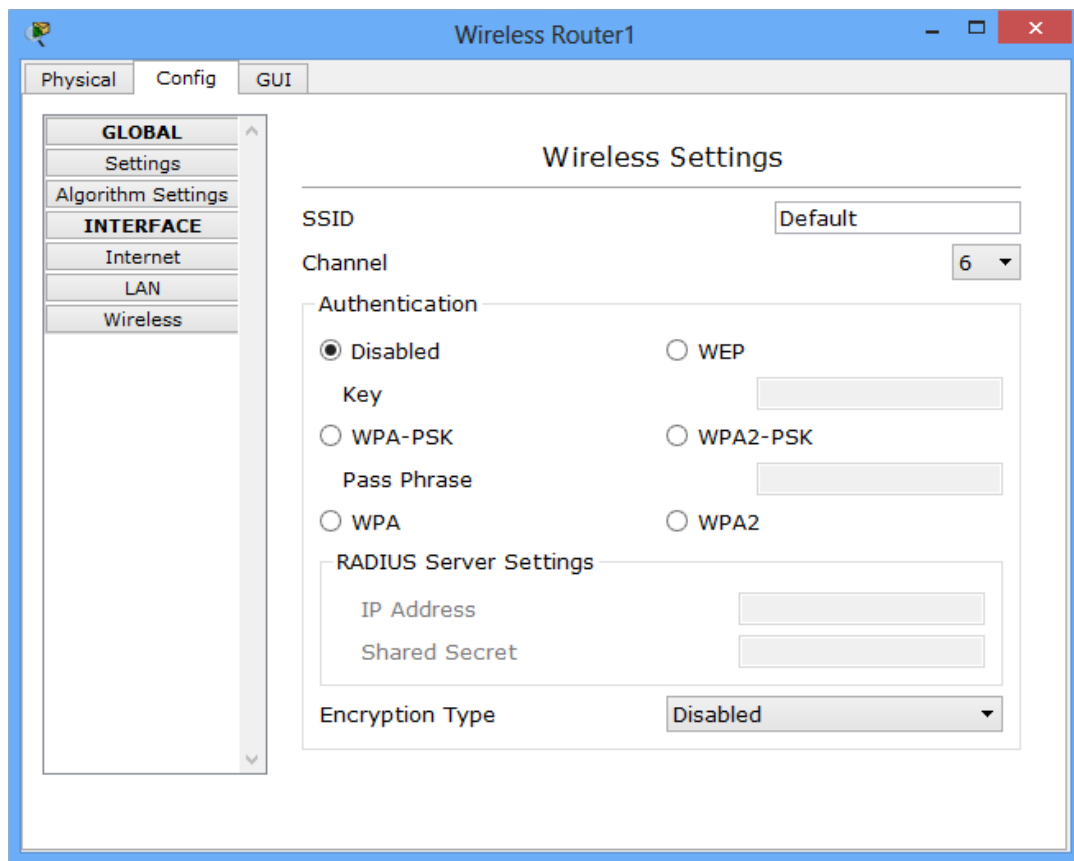 Wireless Router1
Physical Config GUI
GLOBAL
Settings
Algorithm Settings
INTERFACE
Internet
LAN
Wireless
Wireless Settings
SSID Default
Channel 6
Authentication
Disabled WEP
Key
WPA-PSK WPA2-PSK
Pass Phrase
WPA WPA2
RADIUS Server Settings
IP Address
Shared Secret
Encryption Type Disabled